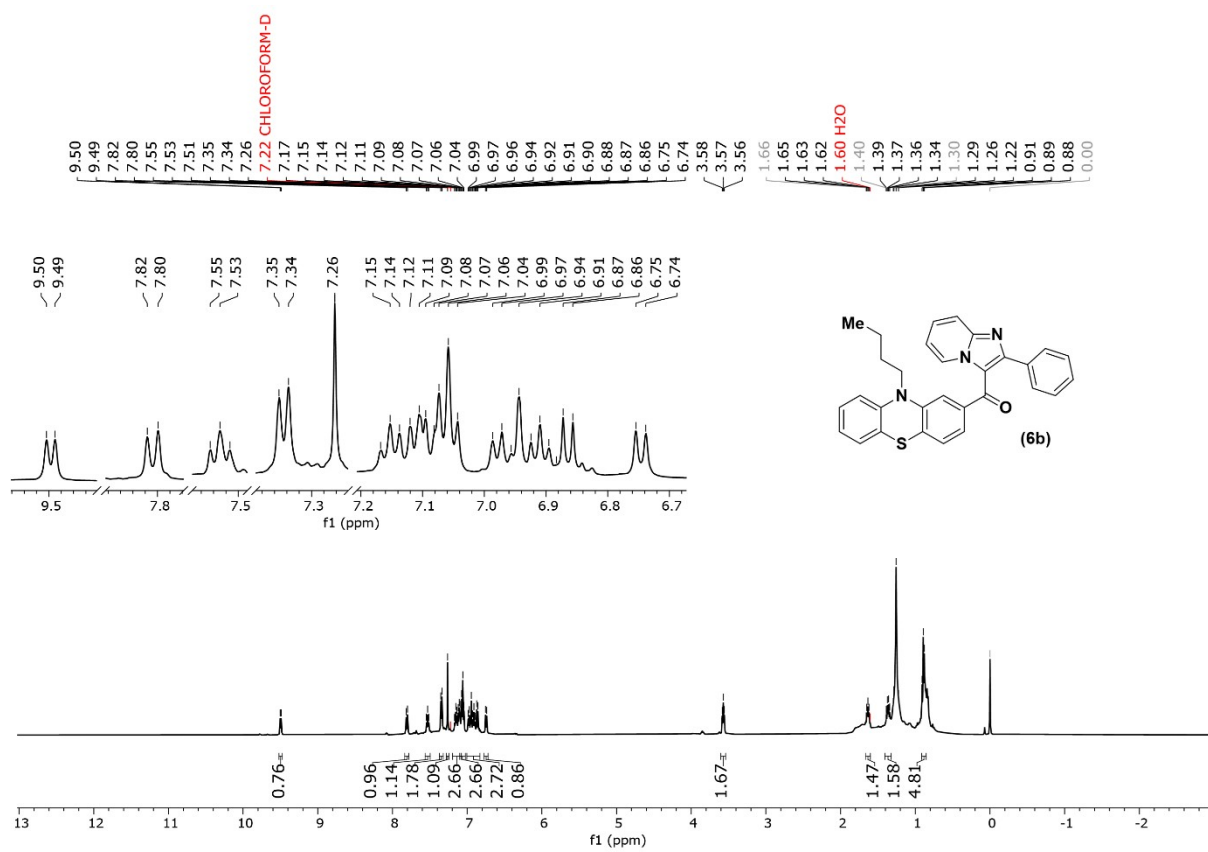 9.50 9.49 7.82 7.80 7.55 7.53 7.51 7.35 7.34 7.26 7.22 CHLOROFORM-D 7.17 7.15 7.14 7.12 7.11 7.09 7.08 7.07 7.06 7.04 6.99 6.97 6.96 6.94 6.92 6.91 6.90 6.88 6.87 6.86 6.75 6.74 3.58 3.57 3.56 1.66 1.65 1.63 1.62 1.60 H2O 1.40 1.39 1.37 1.36 1.34 1.30 1.29 1.26 1.22 0.91 0.89 0.88 0.00
9.50 9.49 7.82 7.80 7.55 7.53 7.35 7.34 7.26 7.15 7.14 7.12 7.11 7.09 7.08 7.07 7.06 7.04 6.99 6.97 6.94 6.91 6.87 6.86 6.75 6.74
9.5 7.8 7.5 7.3 7.2 7.1 7.0 6.9 6.8 6.7
f1 (ppm)
Me
N
N
N
O
S
(6b)
0.76 0.96 1.14 1.78 1.09 2.66 2.66 2.72 0.86 1.67 1.47 1.58 4.81
13 12 11 10 9 8 7 6 5 4 3 2 1 0 -1 -2
f1 (ppm)